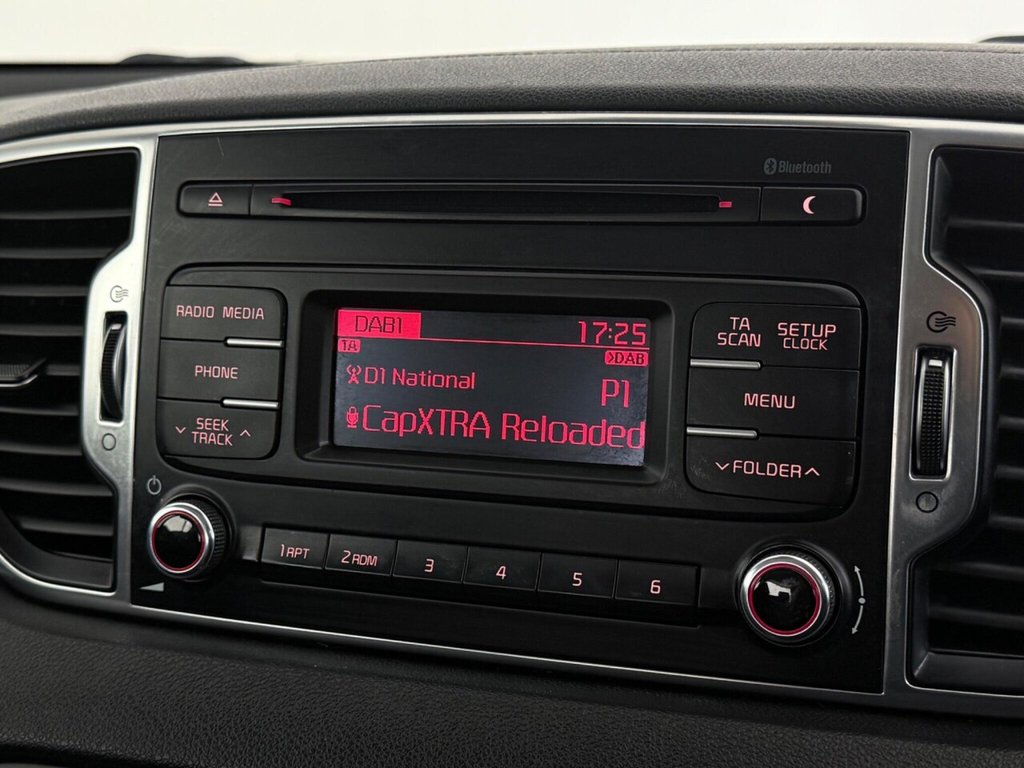 Bluetooth
RADIO MEDIA
PHONE
SEEK
TRACK
DAB1 17:25
TA >DAB
D1 National P1
CapXTRA Reloaded
TA
SCAN
SETUP
CLOCK
MENU
FOLDER
1 RPT 2 RDM 3 4 5 6